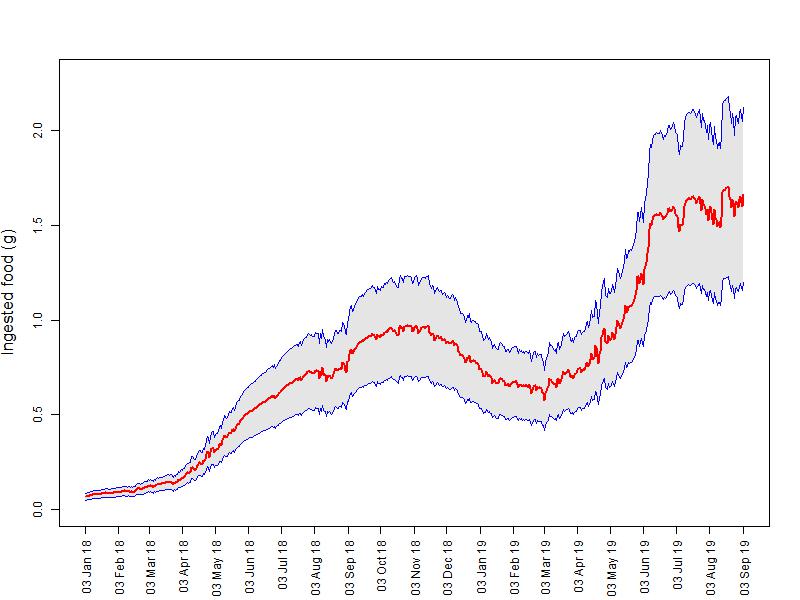 Ingested food (g)
2.0
1.5
1.0
0.5
0.0
03 Jan 18
03 Feb 18
03 Mar 18
03 Apr 18
03 May 18
03 Jun 18
03 Jul 18
03 Aug 18
03 Sep 18
03 Oct 18
03 Nov 18
03 Dec 18
03 Jan 19
03 Feb 19
03 Mar 19
03 Apr 19
03 May 19
03 Jun 19
03 Jul 19
03 Aug 19
03 Sep 19